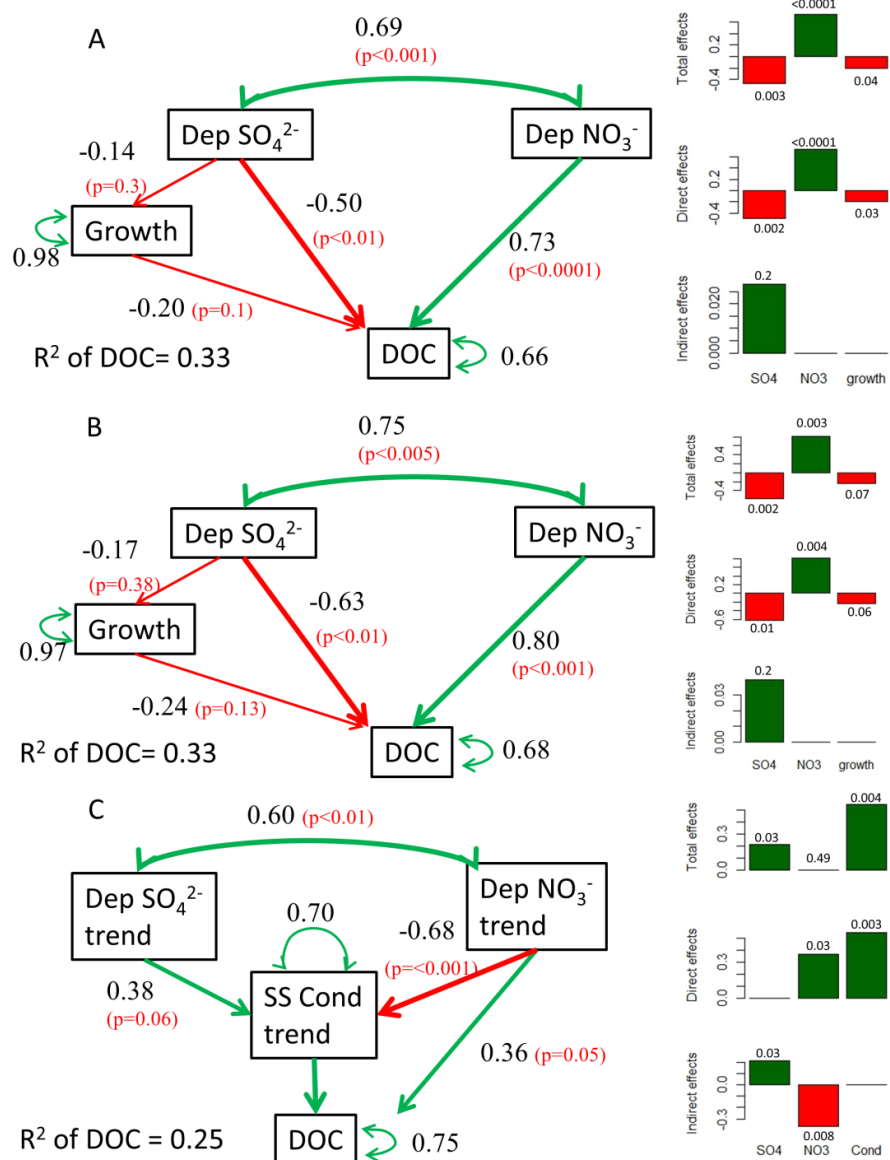 A
0.69
(p<0.001)
Dep SO₄²⁻
Dep NO₃⁻
-0.14
(p=0.3)
Growth
0.98
-0.50
(p<0.01)
0.73
(p<0.0001)
-0.20 (p=0.1)
DOC
0.66
R² of DOC= 0.33
Total effects
0.2
-0.4
<0.0001
0.003
0.04
Direct effects
0.2
-0.4
<0.0001
0.002
0.03
Indirect effects
0.020
0.000
0.2
SO4 NO3 growth
B
0.75
(p<0.005)
Dep SO₄²⁻
Dep NO₃⁻
-0.17
(p=0.38)
Growth
0.97
-0.63
(p<0.01)
0.80
(p<0.001)
-0.24 (p=0.13)
DOC
0.68
R² of DOC= 0.33
Total effects
0.4
-0.4
0.003
0.002
0.07
Direct effects
0.2
-0.6
0.004
0.01
0.06
Indirect effects
0.03
0.00
0.2
SO4 NO3 growth
C
0.60 (p<0.01)
Dep SO₄²⁻
trend
Dep NO₃⁻
trend
0.70
-0.68
(p=<0.001)
0.38
(p=0.06)
SS Cond
trend
0.36 (p=0.05)
DOC
0.75
R² of DOC = 0.25
Total effects
0.3
0.0
0.03
0.49
0.004
Direct effects
0.3
0.0
0.03
0.003
Indirect effects
0.0
-0.3
0.03
0.008
SO4 NO3 Cond